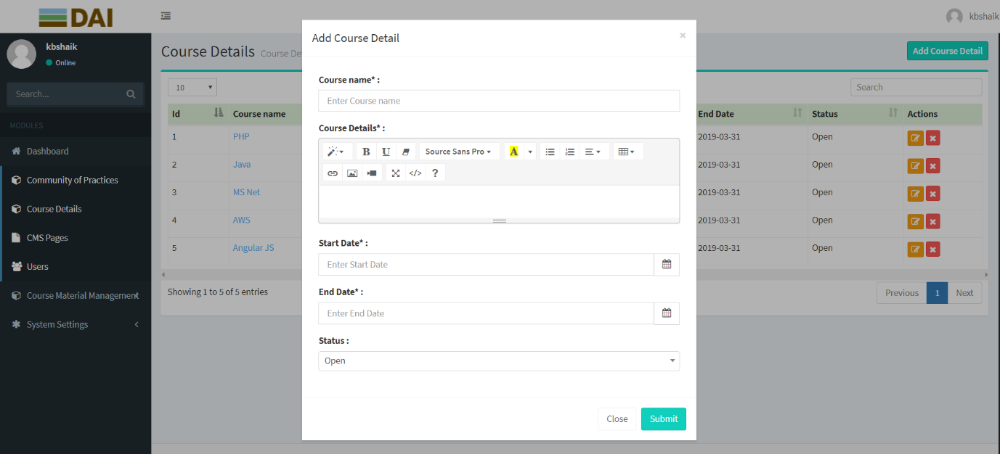 DAI
kbshaik
kbshaik
Online
Search...
MODULES
Dashboard
Community of Practices
Course Details
CMS Pages
Users
Course Material Management
System Settings
Course Details Course De
Add Course Detail
10
Search
Id Course name End Date Status Actions
1 PHP 2019-03-31 Open
2 Java 2019-03-31 Open
3 MS Net 2019-03-31 Open
4 AWS 2019-03-31 Open
5 Angular JS 2019-03-31 Open
Showing 1 to 5 of 5 entries
Previous 1 Next
Add Course Detail ×
Course name* :
Enter Course name
Course Details* :
B U Source Sans Pro A
</> ?
Start Date* :
Enter Start Date
End Date* :
Enter End Date
Status :
Open
Close Submit